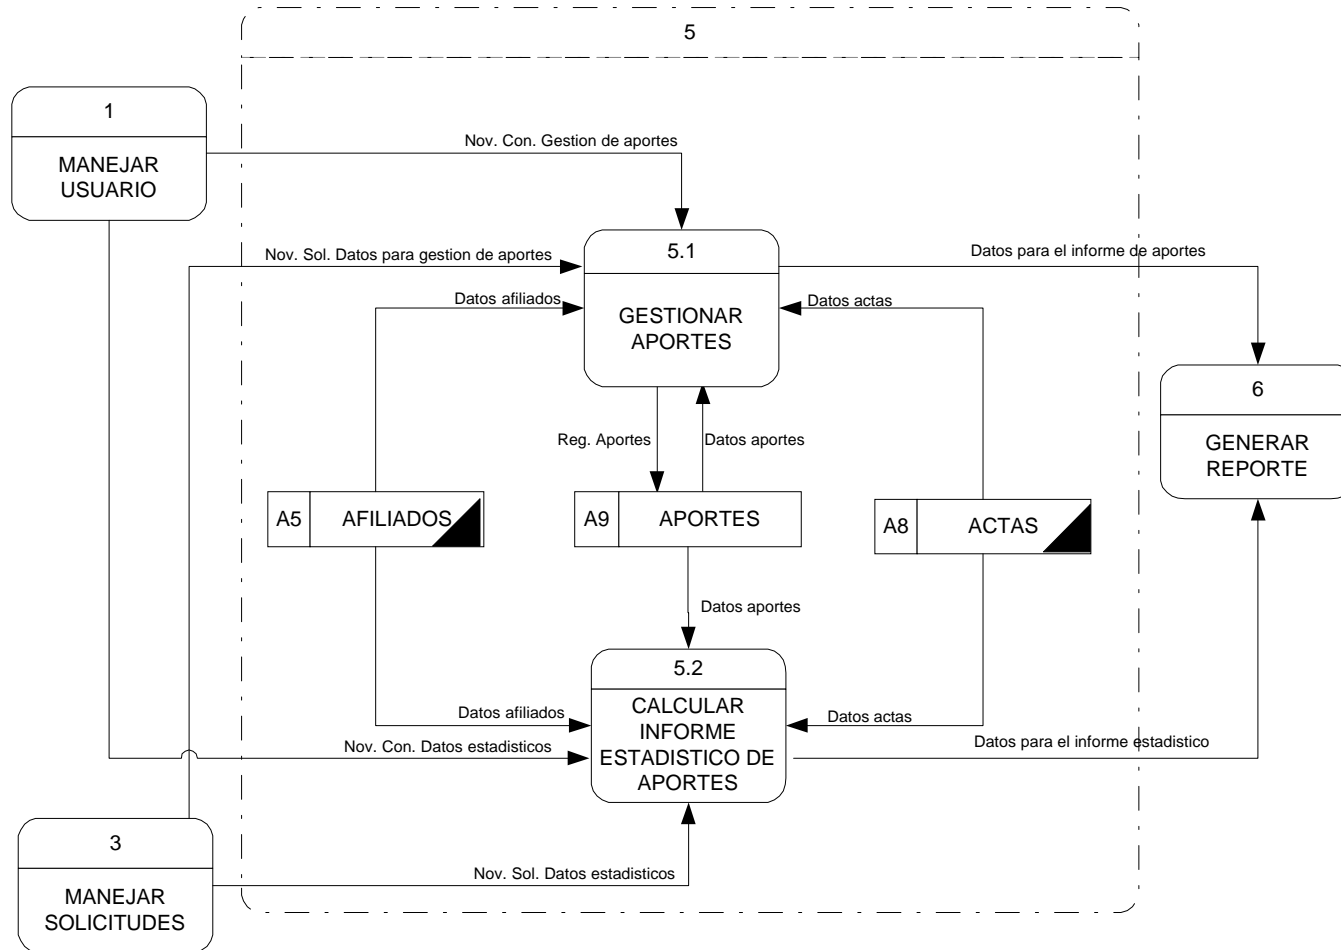 5
1
MANEJAR
USUARIO
Nov. Con. Gestion de aportes
Nov. Sol. Datos para gestion de aportes
5.1
GESTIONAR
APORTES
Datos para el informe de aportes
Datos afiliados
Datos actas
6
GENERAR
REPORTE
Reg. Aportes
Datos aportes
A5
AFILIADOS
A9
APORTES
A8
ACTAS
Datos aportes
5.2
CALCULAR
INFORME
ESTADISTICO DE
APORTES
Datos afiliados
Datos actas
Nov. Con. Datos estadisticos
Datos para el informe estadistico
3
MANEJAR
SOLICITUDES
Nov. Sol. Datos estadisticos